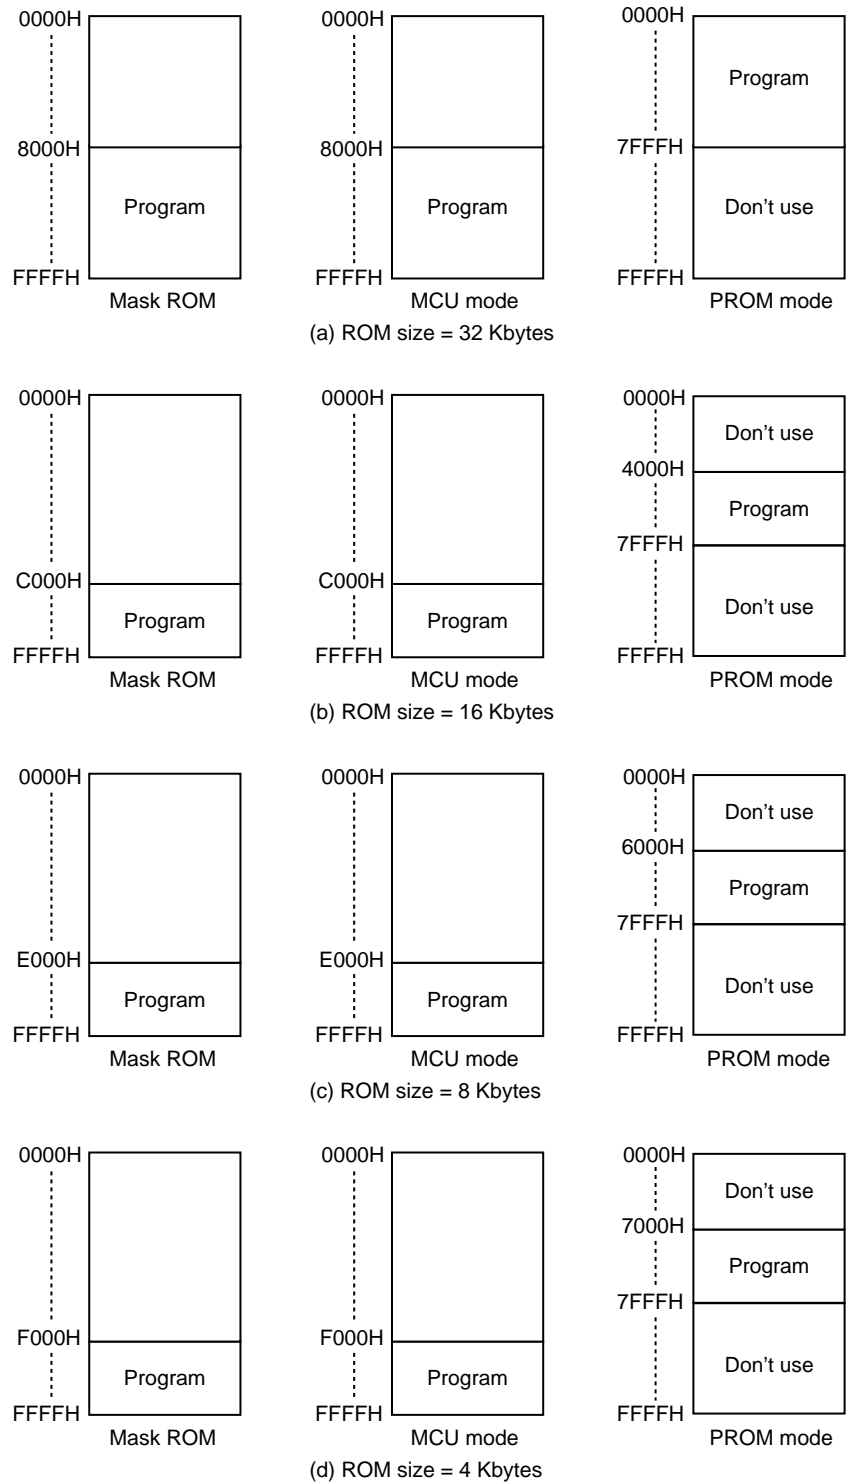 0000H 0000H 0000H
Program
8000H 8000H 7FFFH
Program Program Don't use
FFFFH FFFFH FFFFH
Mask ROM MCU mode PROM mode
(a) ROM size = 32 Kbytes
0000H 0000H 0000H
Don't use
4000H
Program
7FFFH
C000H C000H
Program Program Don't use
FFFFH FFFFH FFFFH
Mask ROM MCU mode PROM mode
(b) ROM size = 16 Kbytes
0000H 0000H 0000H
Don't use
6000H
Program
7FFFH
E000H E000H
Program Program Don't use
FFFFH FFFFH FFFFH
Mask ROM MCU mode PROM mode
(c) ROM size = 8 Kbytes
0000H 0000H 0000H
Don't use
7000H
Program
7FFFH
F000H F000H
Program Program Don't use
FFFFH FFFFH FFFFH
Mask ROM MCU mode PROM mode
(d) ROM size = 4 Kbytes